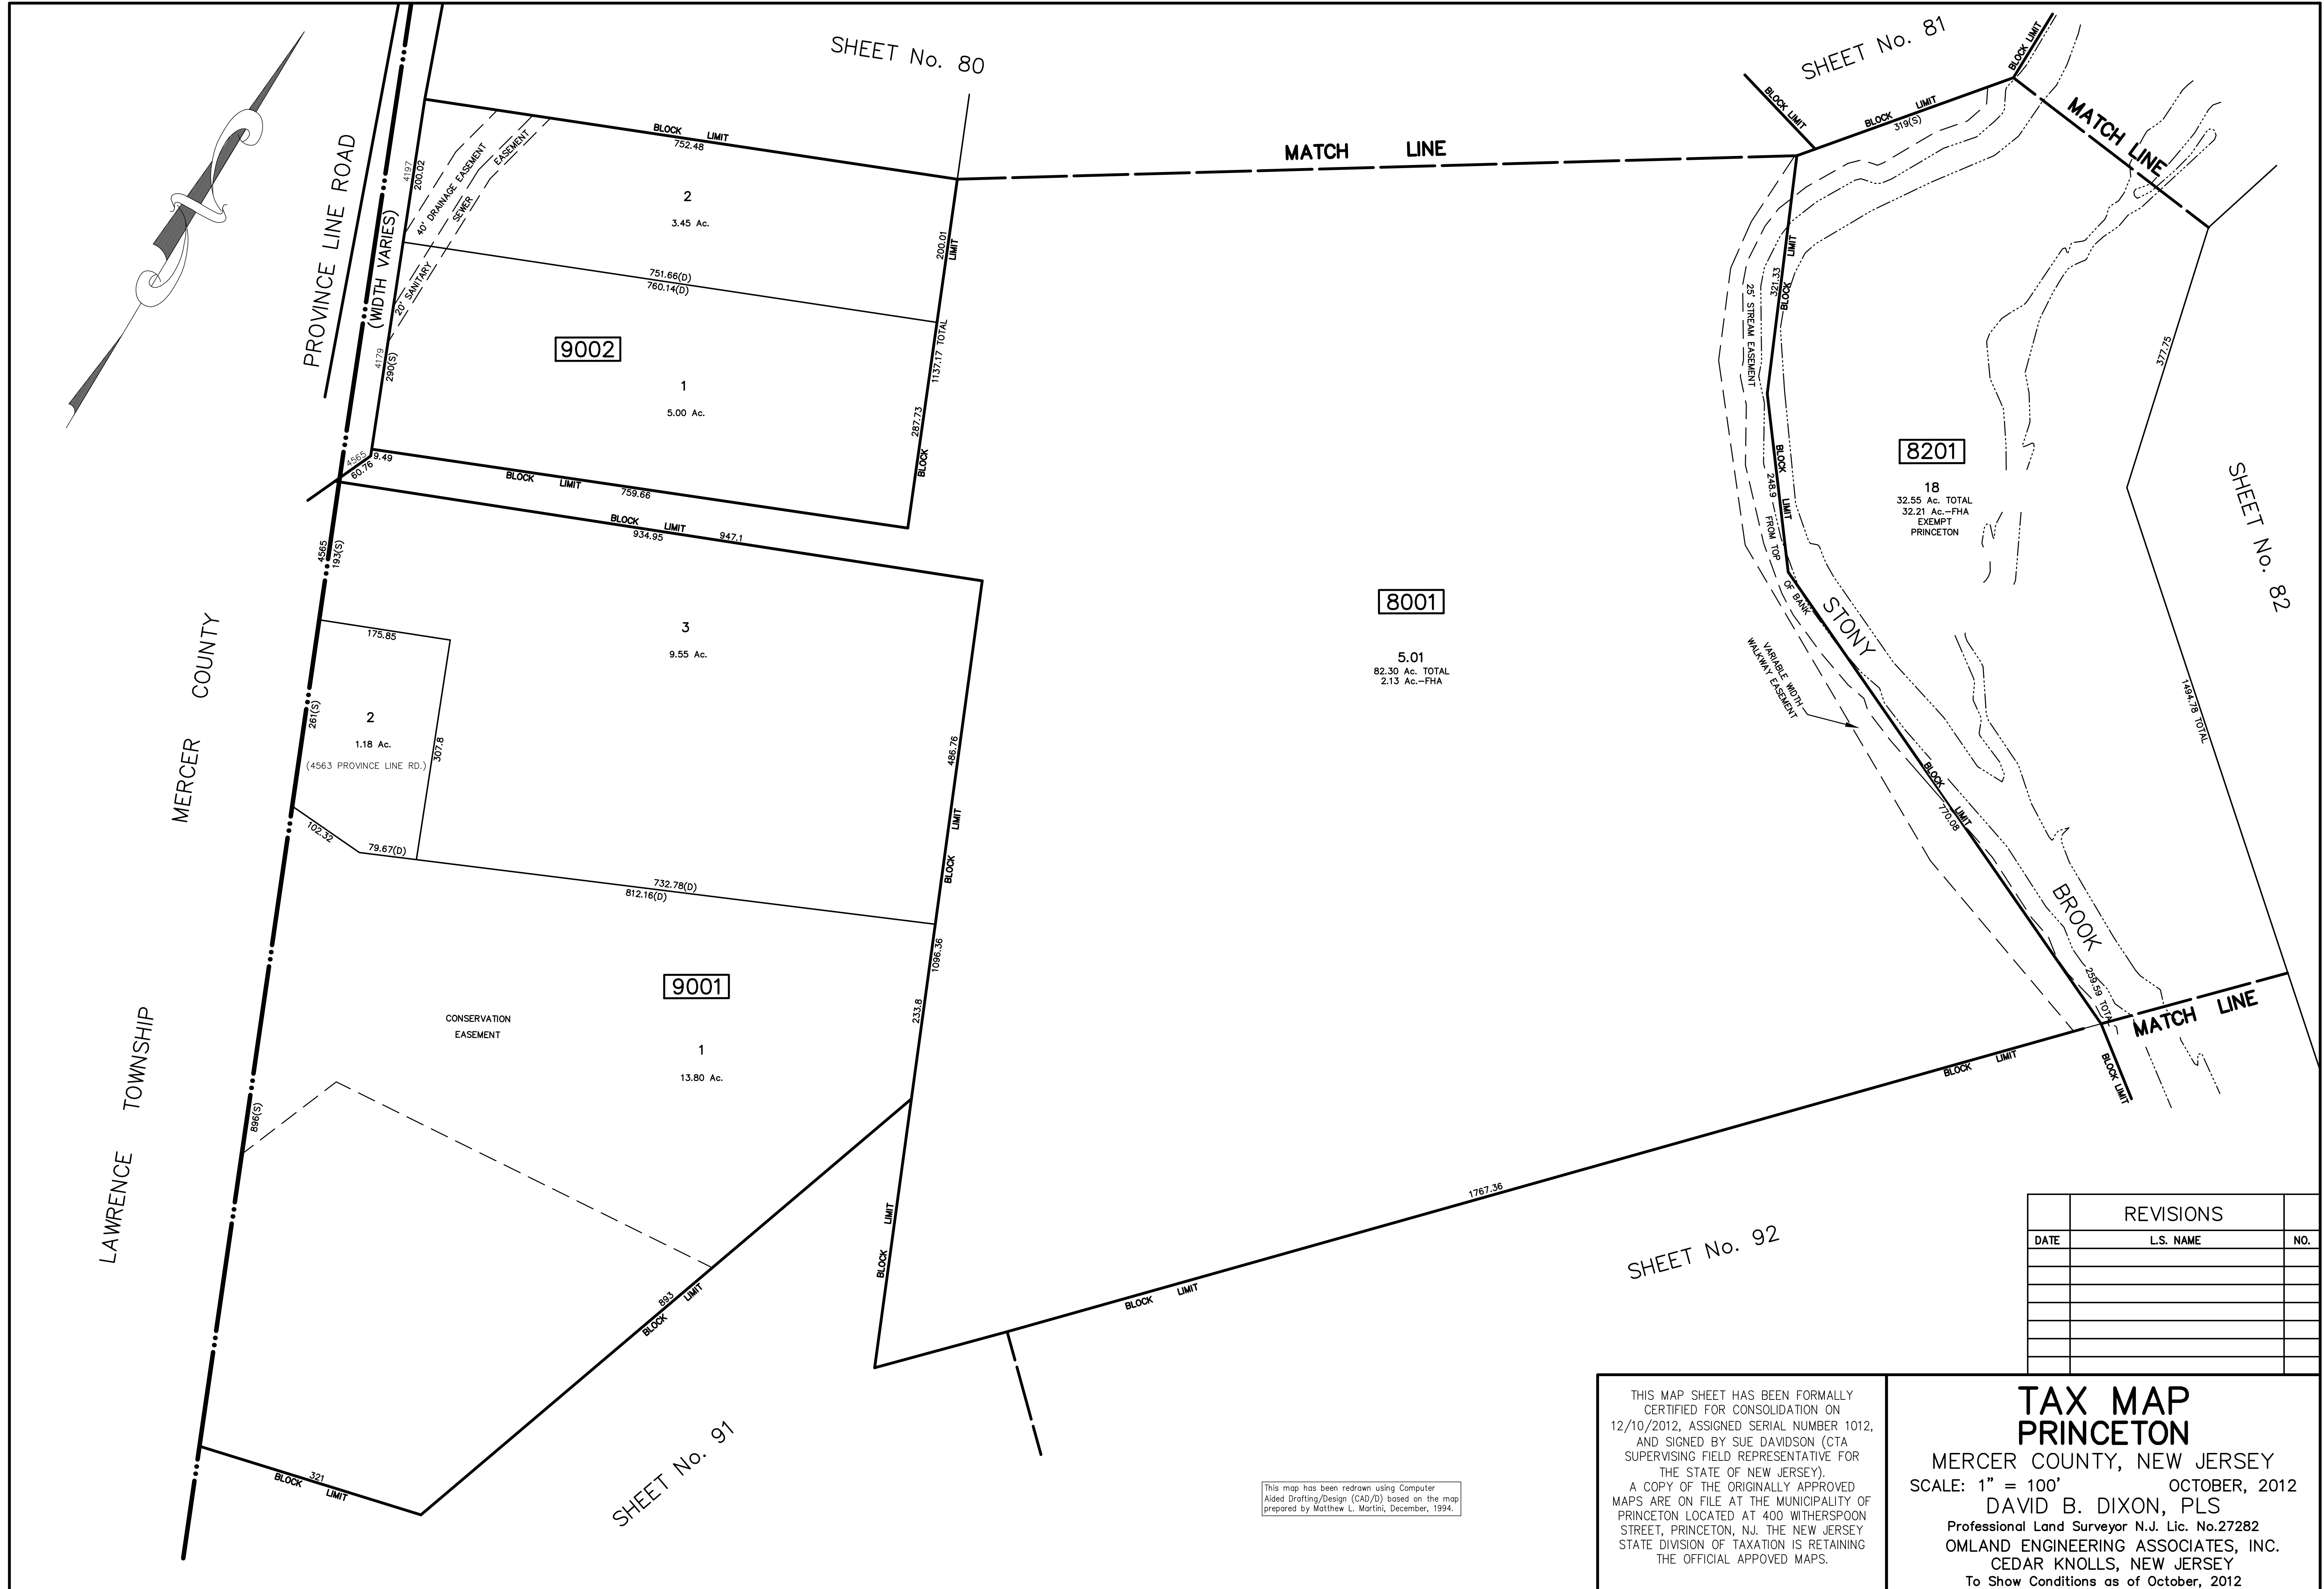 SHEET No. 80
SHEET No. 81
BLOCK LIMIT
BLOCK LIMIT
BLOCK LIMIT
319(S)
MATCH LINE
MATCH LINE
PROVINCE LINE ROAD
(WIDTH VARIES)
4197
200.02
40' DRAINAGE EASEMENT
20' SANITARY SEWER EASEMENT
BLOCK LIMIT
752.48
2
3.45 Ac.
200.01
LIMIT
751.66(D)
760.14(D)
1137.17 TOTAL
4179
290(S)
9002
1
5.00 Ac.
287.73
BLOCK
4565
9.49
60.76
BLOCK LIMIT
759.66
BLOCK LIMIT
934.95
947.1
4565
193(S)
175.85
3
9.55 Ac.
261(S)
2
1.18 Ac.
(4563 PROVINCE LINE RD.)
307.8
486.76
BLOCK LIMIT
102.32
79.67(D)
732.78(D)
812.16(D)
1096.36
233.8
9001
CONSERVATION
EASEMENT
1
13.80 Ac.
896(S)
MERCER COUNTY
LAWRENCE TOWNSHIP
BLOCK LIMIT
893
BLOCK LIMIT
321
BLOCK LIMIT
SHEET No. 91
8001
5.01
82.30 Ac. TOTAL
2.13 Ac.-FHA
321.33
BLOCK LIMIT
25' STREAM EASEMENT FROM TOP OF BANK
BLOCK LIMIT
248.9
VARIABLE WIDTH
WALKWAY EASEMENT
STONY BROOK
BLOCK LIMIT
770.08
259.59 TOTAL
8201
18
32.55 Ac. TOTAL
32.21 Ac.-FHA
EXEMPT
PRINCETON
377.75
1494.78 TOTAL
SHEET No. 82
MATCH LINE
BLOCK LIMIT
BLOCK LIMIT
1767.36
BLOCK LIMIT
SHEET No. 92
This map has been redrawn using Computer
Aided Drafting/Design (CAD/D) based on the map
prepared by Matthew L. Martini, December, 1994.
REVISIONS
DATE L.S. NAME NO.
THIS MAP SHEET HAS BEEN FORMALLY
CERTIFIED FOR CONSOLIDATION ON
12/10/2012, ASSIGNED SERIAL NUMBER 1012,
AND SIGNED BY SUE DAVIDSON (CTA
SUPERVISING FIELD REPRESENTATIVE FOR
THE STATE OF NEW JERSEY).
A COPY OF THE ORIGINALLY APPROVED
MAPS ARE ON FILE AT THE MUNICIPALITY OF
PRINCETON LOCATED AT 400 WITHERSPOON
STREET, PRINCETON, NJ. THE NEW JERSEY
STATE DIVISION OF TAXATION IS RETAINING
THE OFFICIAL APPOVED MAPS.
TAX MAP
PRINCETON
MERCER COUNTY, NEW JERSEY
SCALE: 1" = 100' OCTOBER, 2012
DAVID B. DIXON, PLS
Professional Land Surveyor N.J. Lic. No.27282
OMLAND ENGINEERING ASSOCIATES, INC.
CEDAR KNOLLS, NEW JERSEY
To Show Conditions as of October, 2012